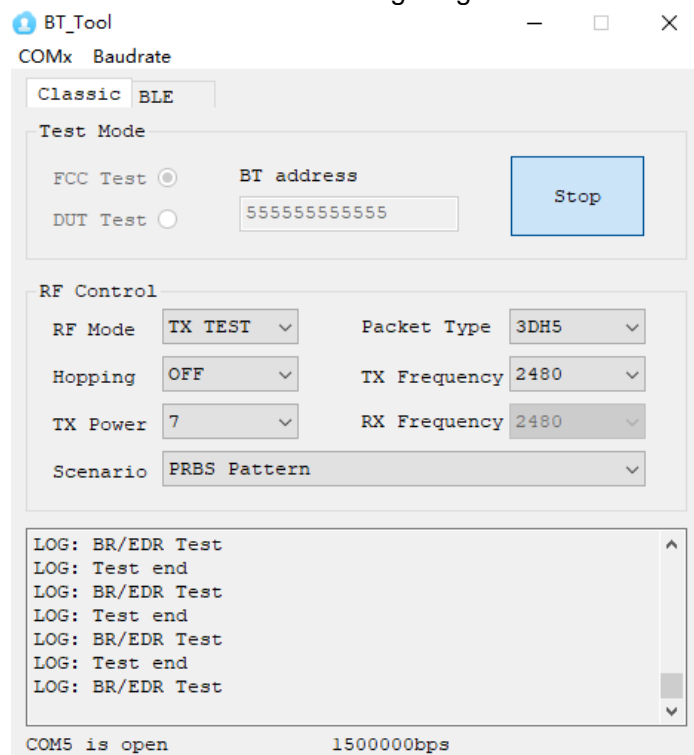 BT_Tool
COMx Baudrate
Classic BLE
Test Mode
FCC Test
BT address
Stop
DUT Test
555555555555
RF Control
RF Mode TX TEST Packet Type 3DH5
Hopping OFF TX Frequency 2480
TX Power 7 RX Frequency 2480
Scenario PRBS Pattern
LOG: BR/EDR Test
LOG: Test end
LOG: BR/EDR Test
LOG: Test end
LOG: BR/EDR Test
LOG: Test end
LOG: BR/EDR Test
COM5 is open 1500000bps